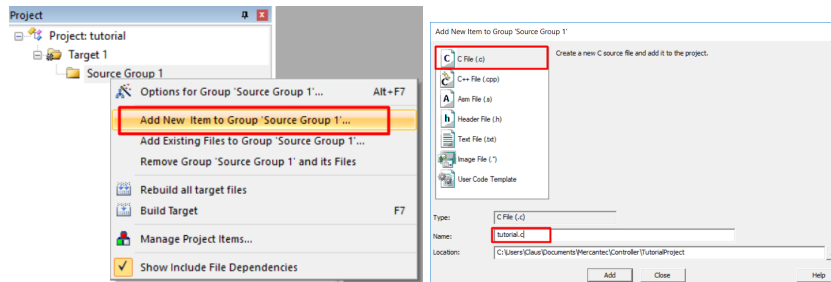 Project
Project: tutorial
Target 1
Source Group 1
Options for Group 'Source Group 1'... Alt+F7
Add New Item to Group 'Source Group 1'...
Add Existing Files to Group 'Source Group 1'...
Remove Group 'Source Group 1' and its Files
Rebuild all target files
Build Target F7
Manage Project Items...
Show Include File Dependencies
Add New Item to Group 'Source Group 1'
C File (.c)
Create a new C source file and add it to the project.
C++ File (.cpp)
Asm File (.s)
Header File (.h)
Text File (.txt)
Image File (.*)
User Code Template
Type: C File (.c)
Name: tutorial.c
Location: C:\Users\Claus\Documents\Mercantec\Controller\TutorialProject
Add Close Help